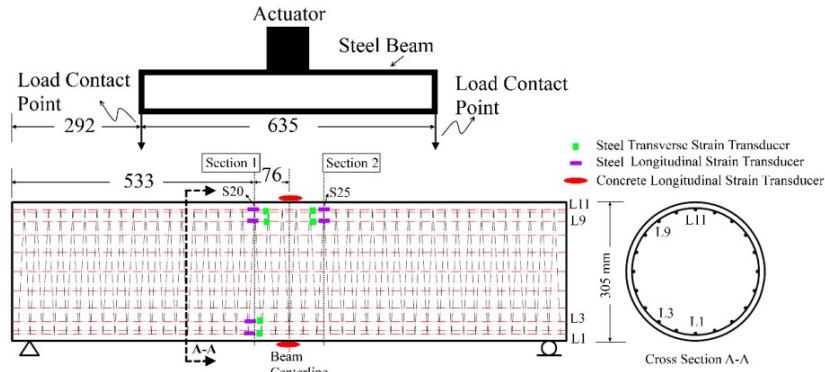 Actuator
Steel Beam
Load Contact
Point
Load Contact
Point
292
635
Section 1
76
Section 2
533
S20
S25
Steel Transverse Strain Transducer
Steel Longitudinal Strain Transducer
Concrete Longitudinal Strain Transducer
L11
L9
L3
L1
A-A
Beam
Centerline
305 mm
L11
L9
L3
L1
Cross Section A-A